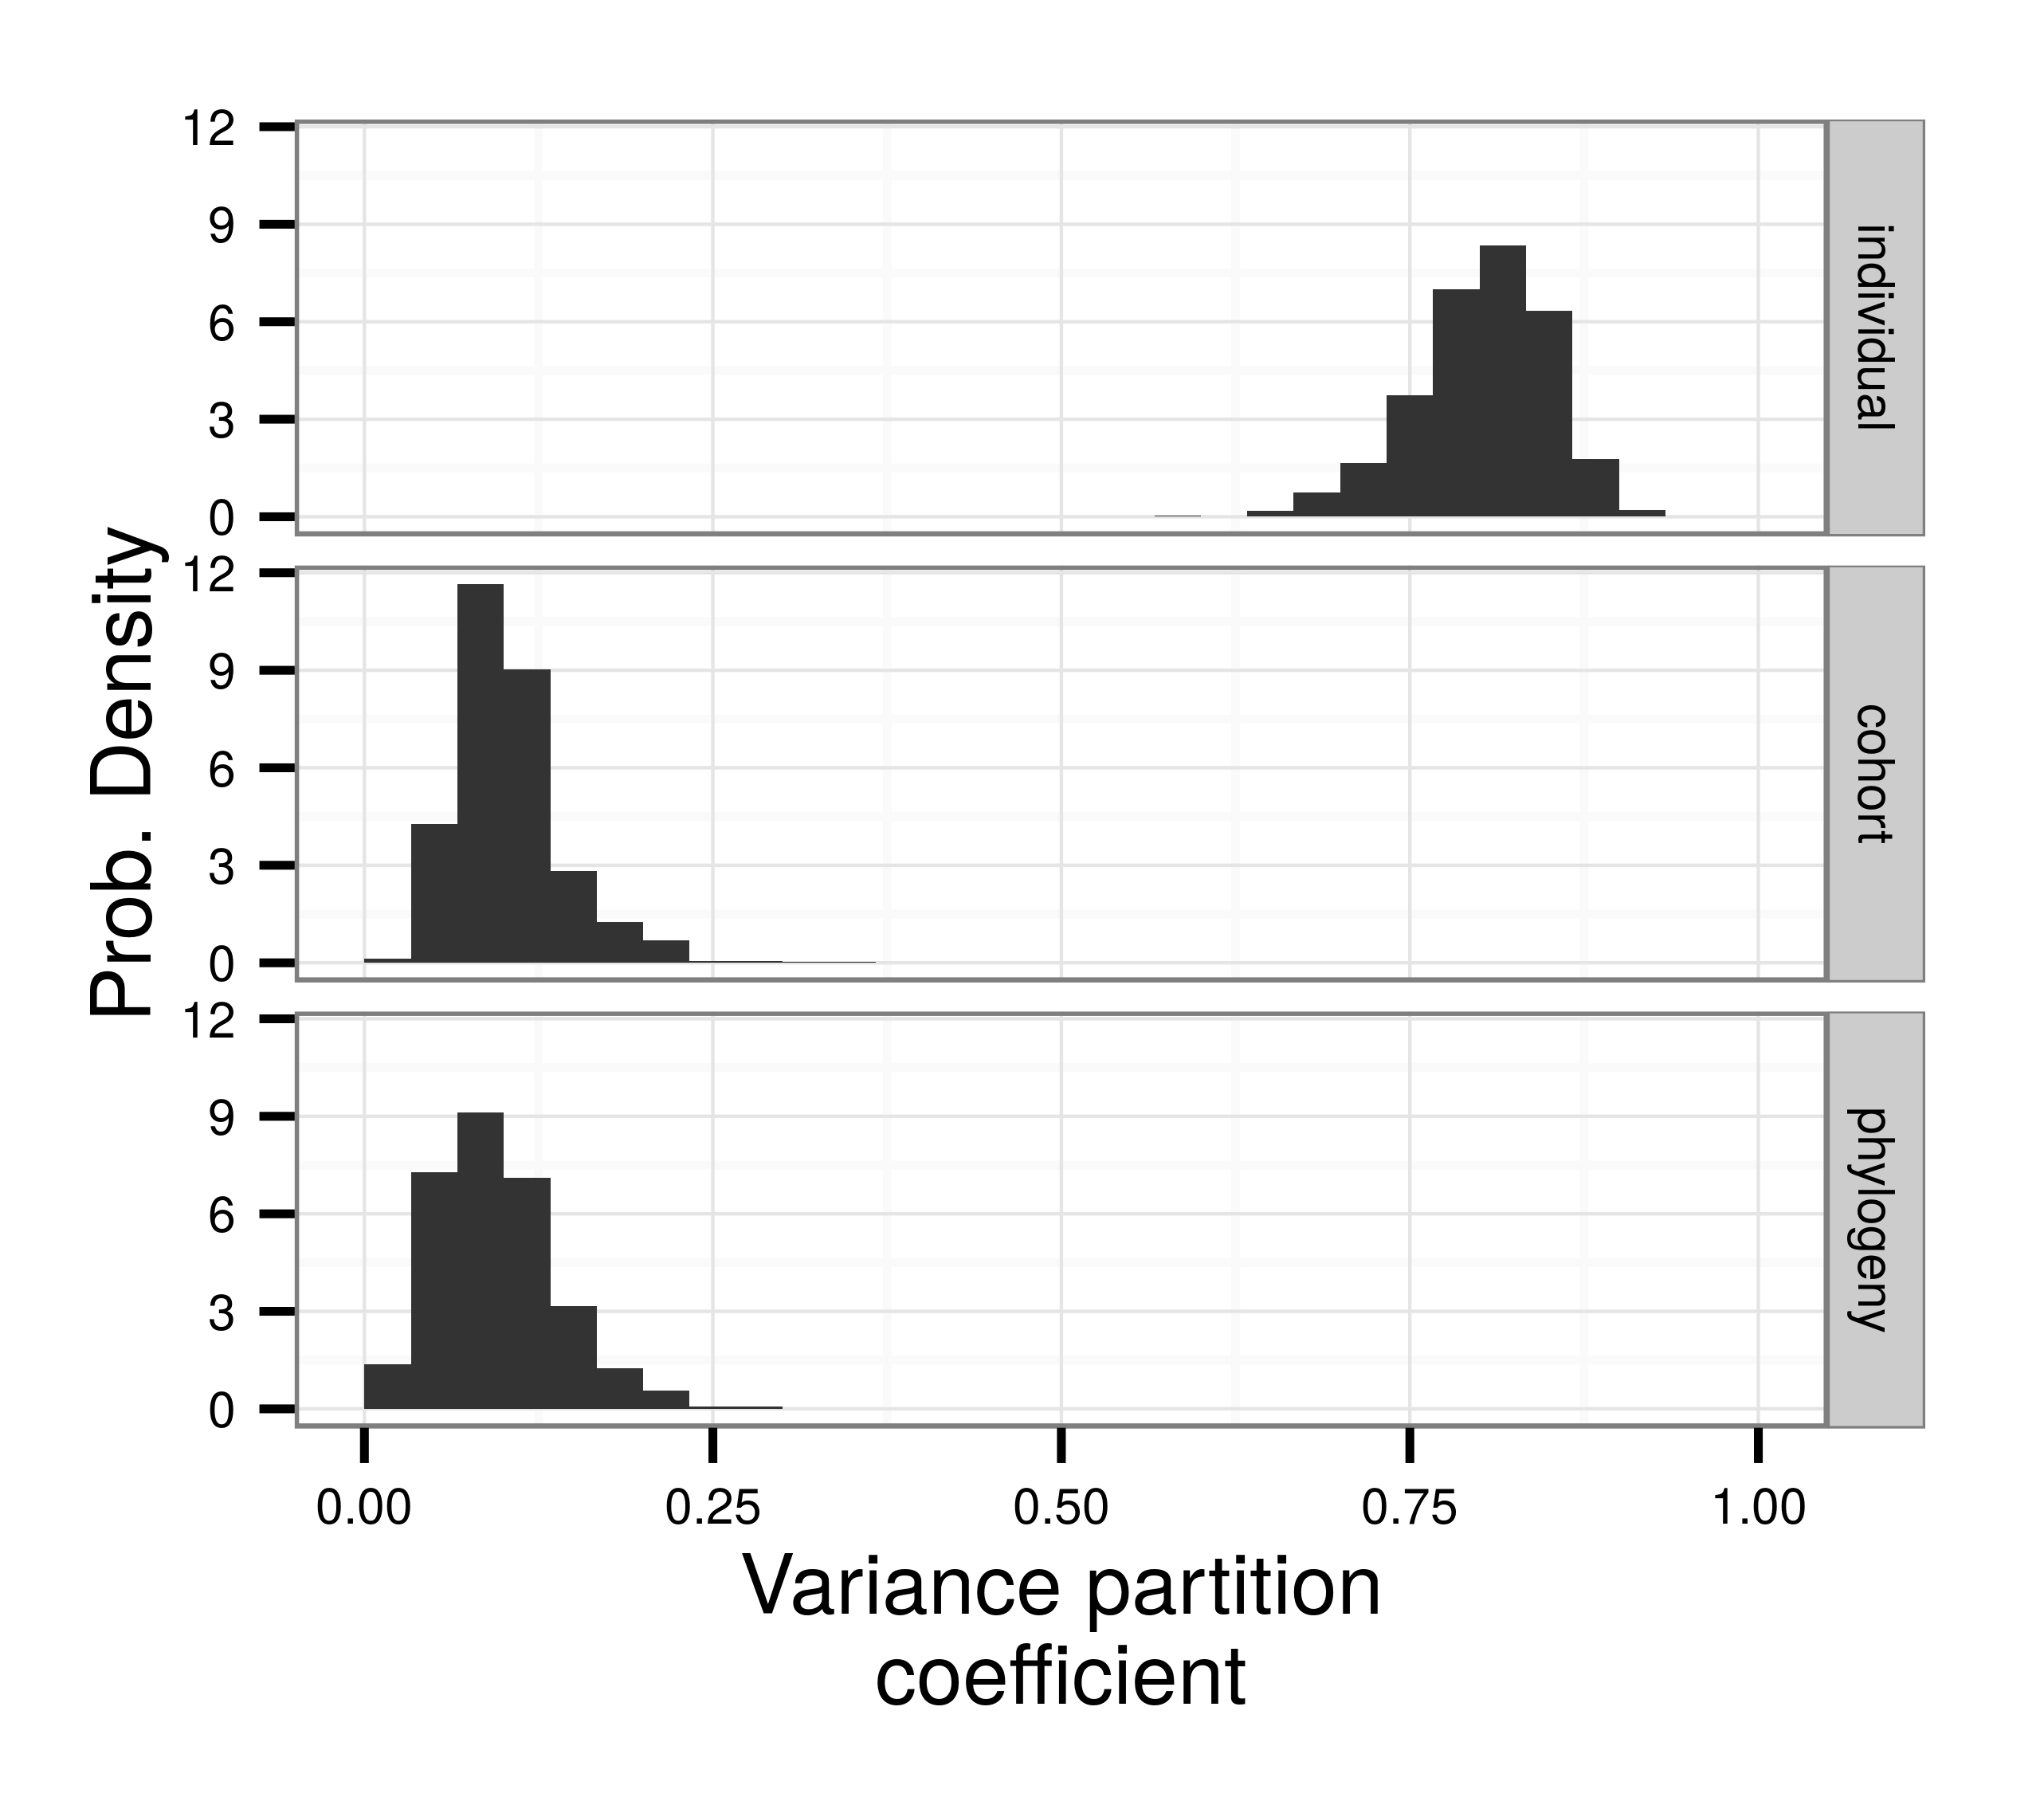 12
9
6
3
0
individual
12
9
6
3
0
cohort
12
9
6
3
0
phylogeny
Prob. Density
0.00 0.25 0.50 0.75 1.00
Variance partition
coefficient